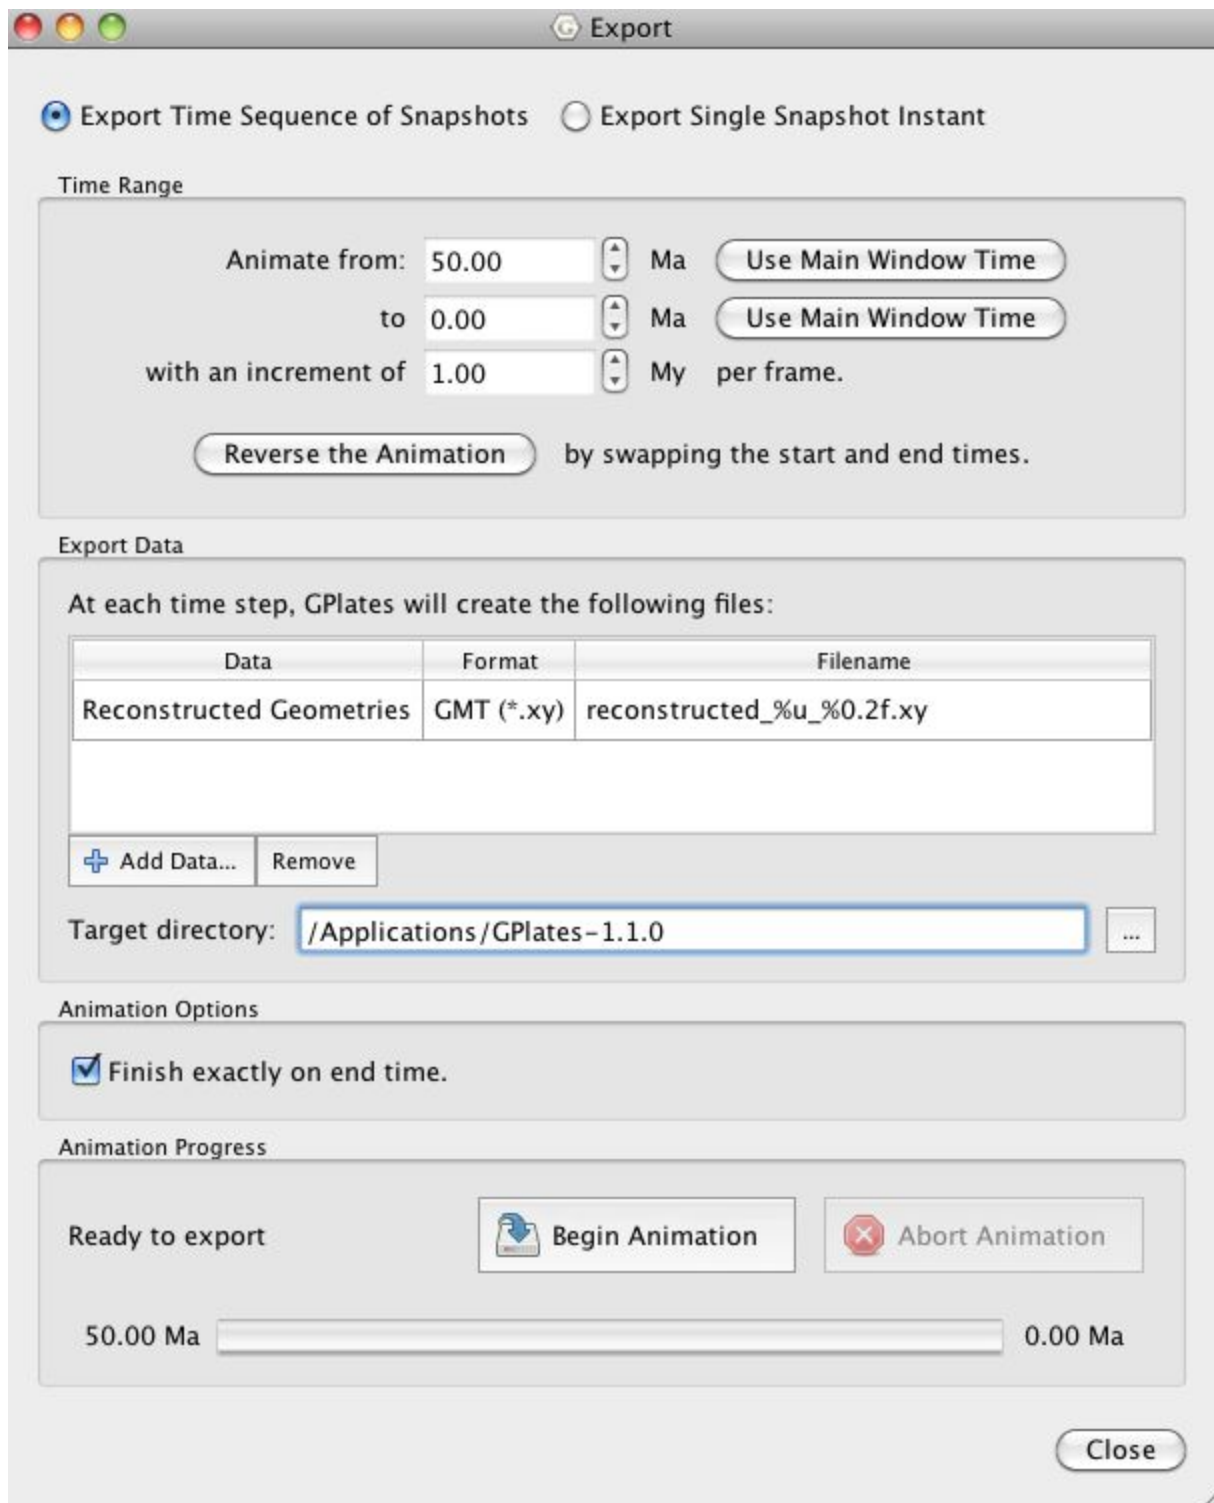 Export
Export Time Sequence of Snapshots Export Single Snapshot Instant
Time Range
Animate from: 50.00 Ma Use Main Window Time
to 0.00 Ma Use Main Window Time
with an increment of 1.00 My per frame.
Reverse the Animation by swapping the start and end times.
Export Data
At each time step, GPlates will create the following files:
Data Format Filename
Reconstructed Geometries GMT (*.xy) reconstructed_%u_%0.2f.xy
Add Data... Remove
Target directory: /Applications/GPlates-1.1.0 ...
Animation Options
Finish exactly on end time.
Animation Progress
Ready to export Begin Animation Abort Animation
50.00 Ma 0.00 Ma
Close